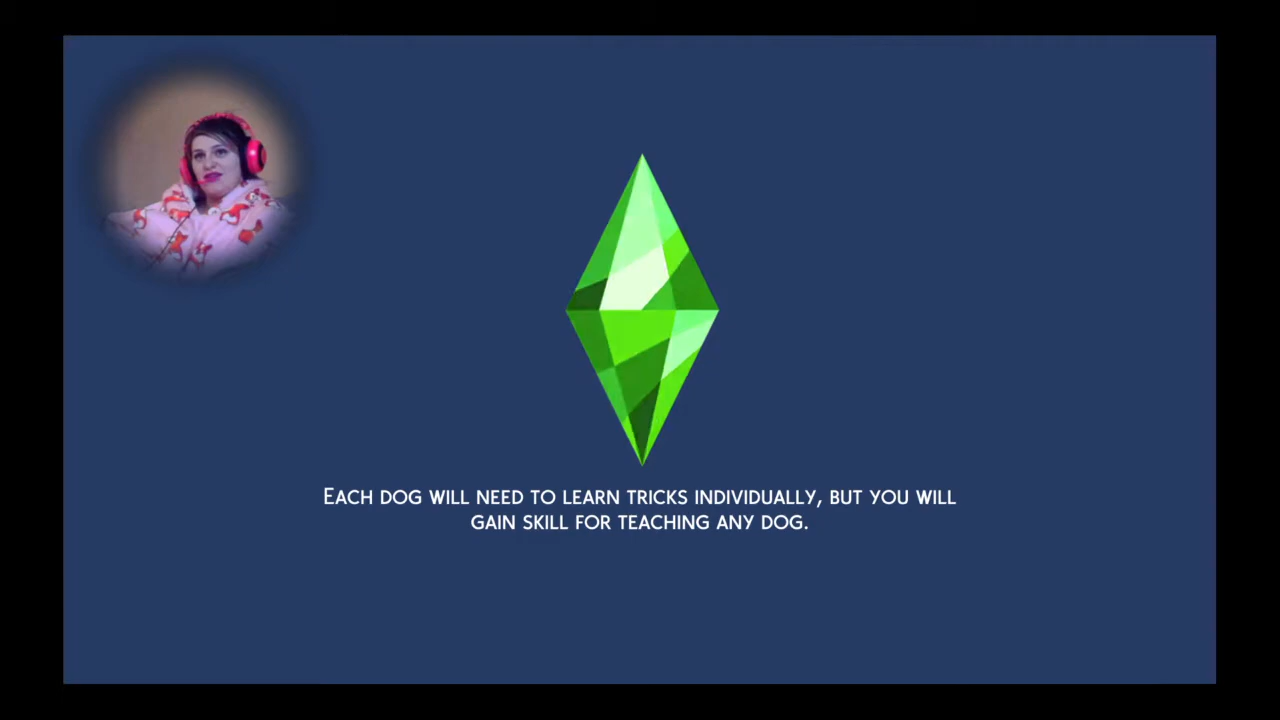 EACH DOG WILL NEED TO LEARN TRICKS INDIVIDUALLY, BUT YOU WILL
GAIN SKILL FOR TEACHING ANY DOG.